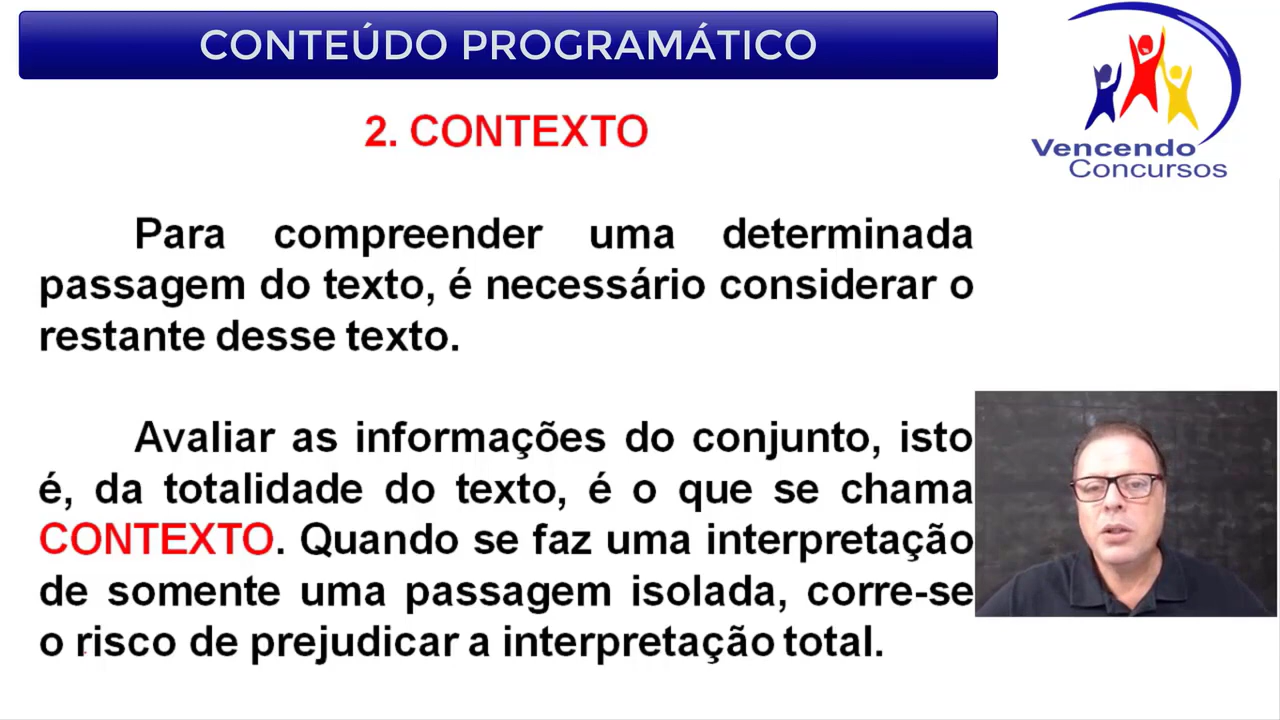 CONTEÚDO PROGRAMÁTICO
Vencendo
Concursos
2. CONTEXTO
Para compreender uma determinada
passagem do texto, é necessário considerar o
restante desse texto.
Avaliar as informações do conjunto, isto
é, da totalidade do texto, é o que se chama
CONTEXTO. Quando se faz uma interpretação
de somente uma passagem isolada, corre-se
o risco de prejudicar a interpretação total.